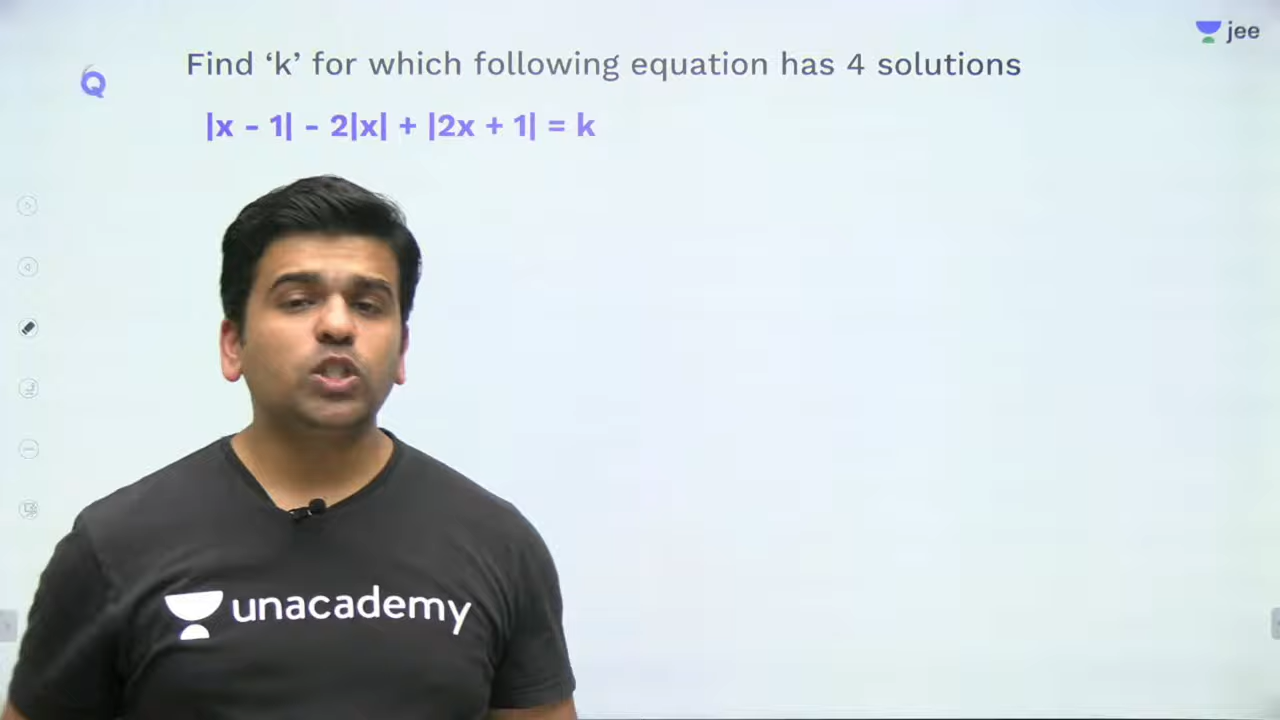 jee
Find ‘k’ for which following equation has 4 solutions
Q
|x - 1| - 2|x| + |2x + 1| = k
unacademy